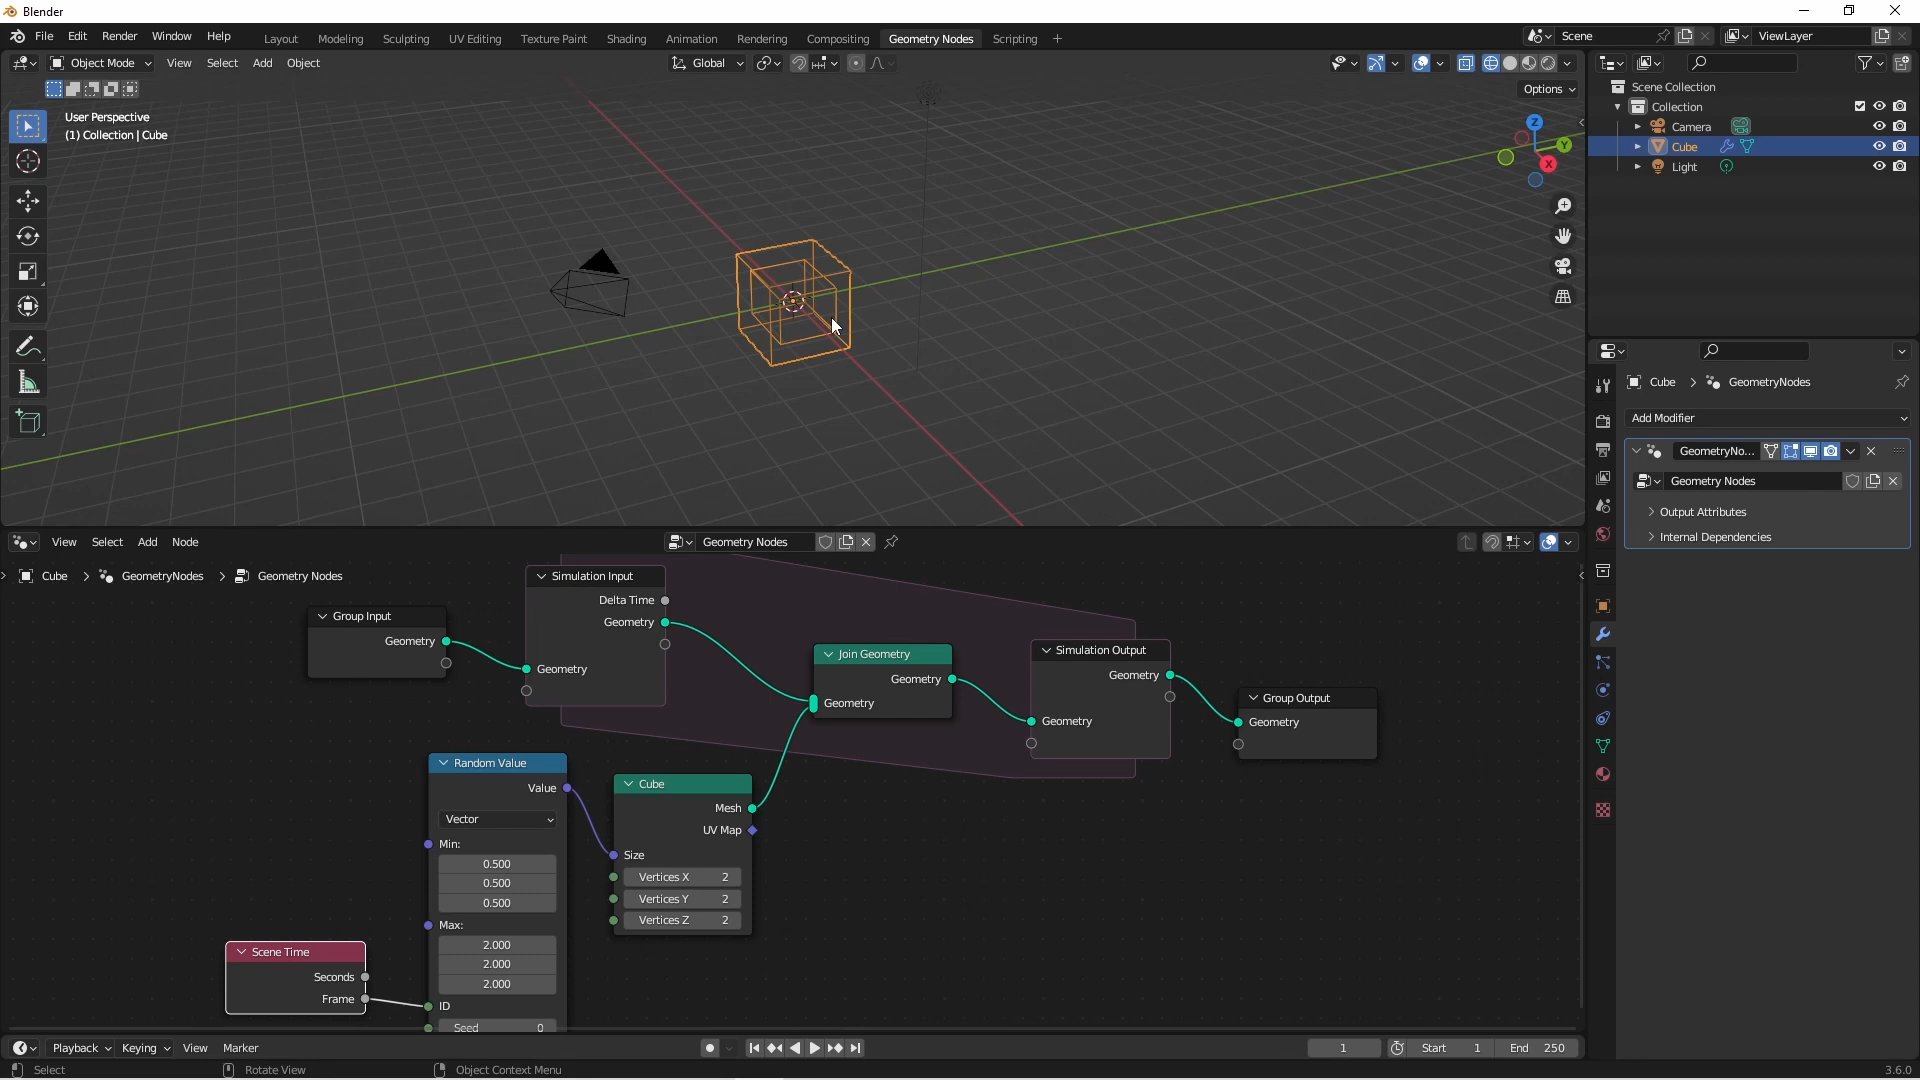 Blender
File Edit Render Window Help
Layout Modeling Sculpting UV Editing Texture Paint Shading Animation Rendering Compositing Geometry Nodes Scripting +
Scene
ViewLayer
Object Mode View Select Add Object
Global
Options
User Perspective
(1) Collection | Cube
Z
Y
X
Scene Collection
Collection
Camera
Cube
Light
Cube > GeometryNodes
Add Modifier
GeometryNo...
Geometry Nodes
Output Attributes
Internal Dependencies
View Select Add Node
Geometry Nodes
Cube > GeometryNodes > Geometry Nodes
Group Input
Geometry
Simulation Input
Delta Time
Geometry
Geometry
Join Geometry
Geometry
Geometry
Simulation Output
Geometry
Geometry
Group Output
Geometry
Random Value
Value
Vector
Min:
0.500
0.500
0.500
Max:
2.000
2.000
2.000
ID
Seed 0
Cube
Mesh
UV Map
Size
Vertices X 2
Vertices Y 2
Vertices Z 2
Scene Time
Seconds
Frame
Playback Keying View Marker
1
Start 1 End 250
Select Rotate View Object Context Menu
3.6.0